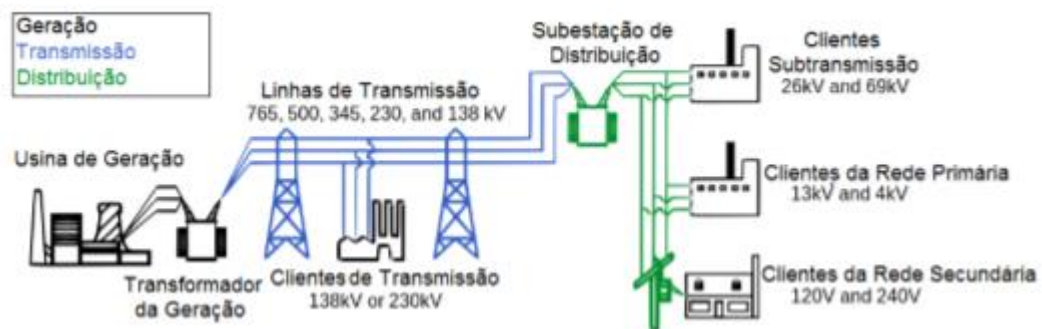 Geração
Transmissão
Distribuição
Usina de Geração
Transformador
da Geração
Linhas de Transmissão
765, 500, 345, 230, and 138 kV
Clientes de Transmissão
138kV or 230kV
Subestação de
Distribuição
Clientes
Subtransmissão
26kV and 69kV
Clientes da Rede Primária
13kV and 4kV
Clientes da Rede Secundária
120V and 240V